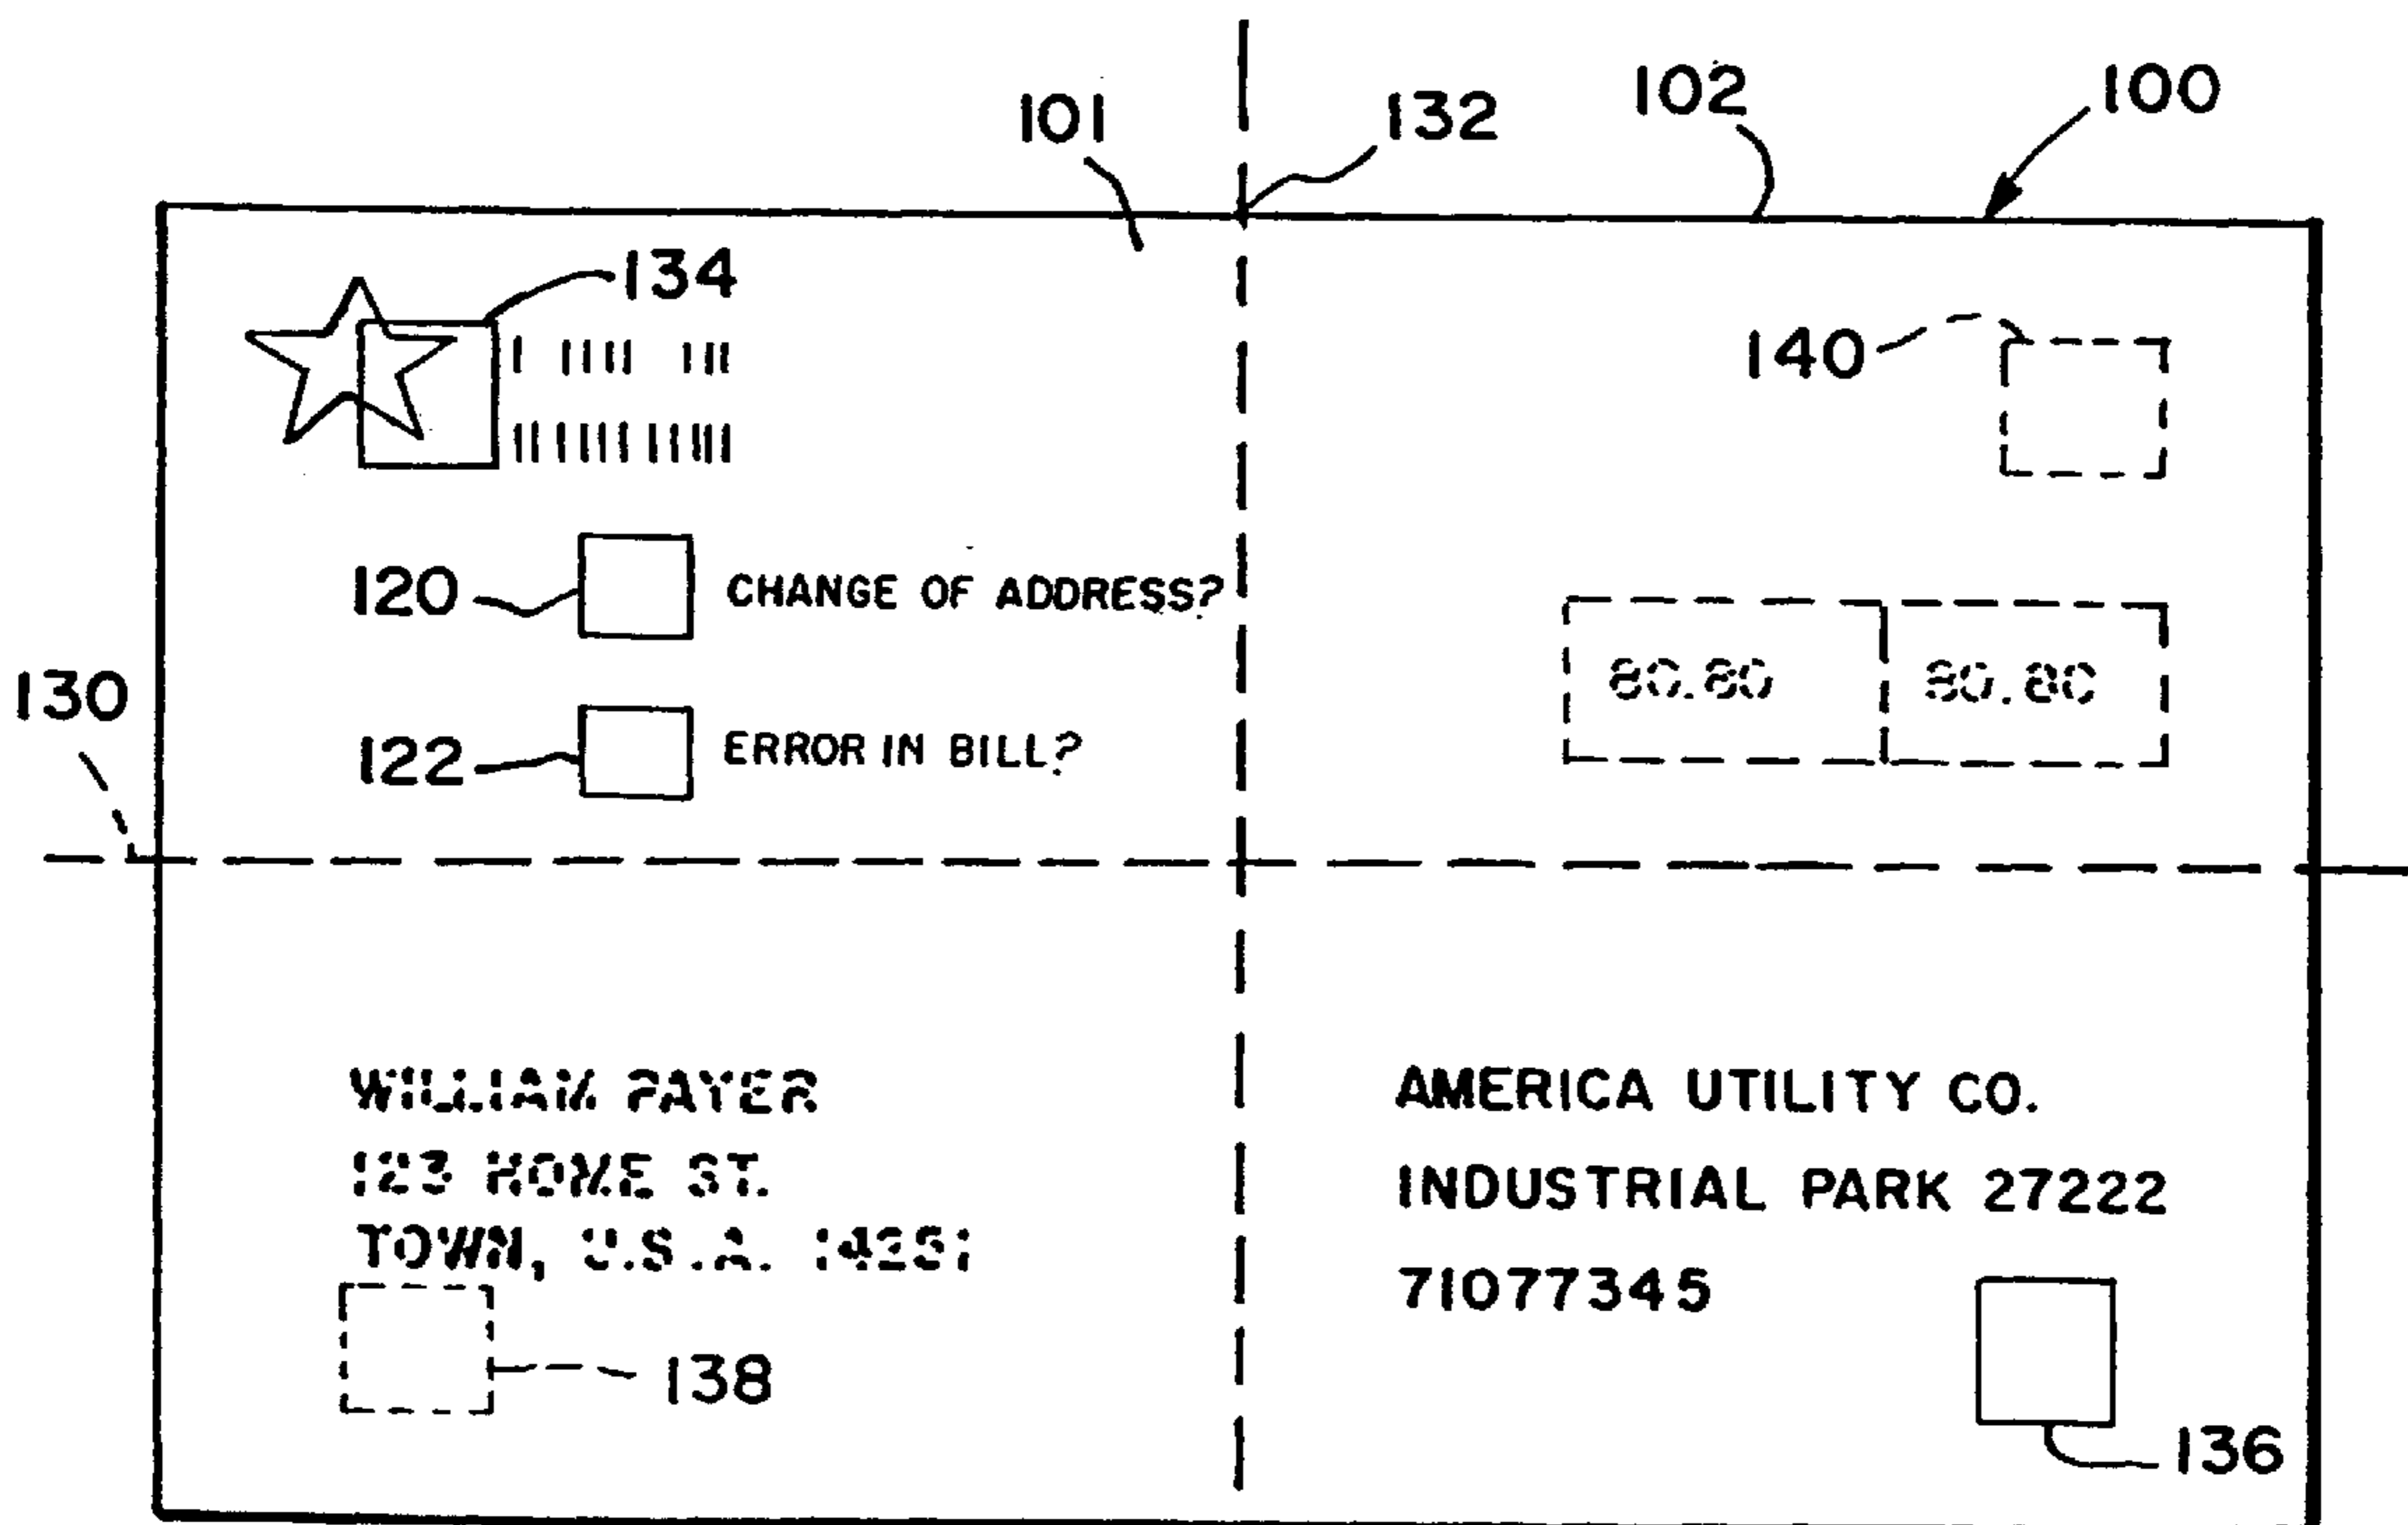 101
132
102
100
134
140
120
CHANGE OF ADDRESS?
80.80
80.80
130
122
ERROR IN BILL?
WILLIAM PAYER
123 HOME ST.
TOWN, U.S.A.
AMERICA UTILITY CO.
INDUSTRIAL PARK 27222
71077345
138
136